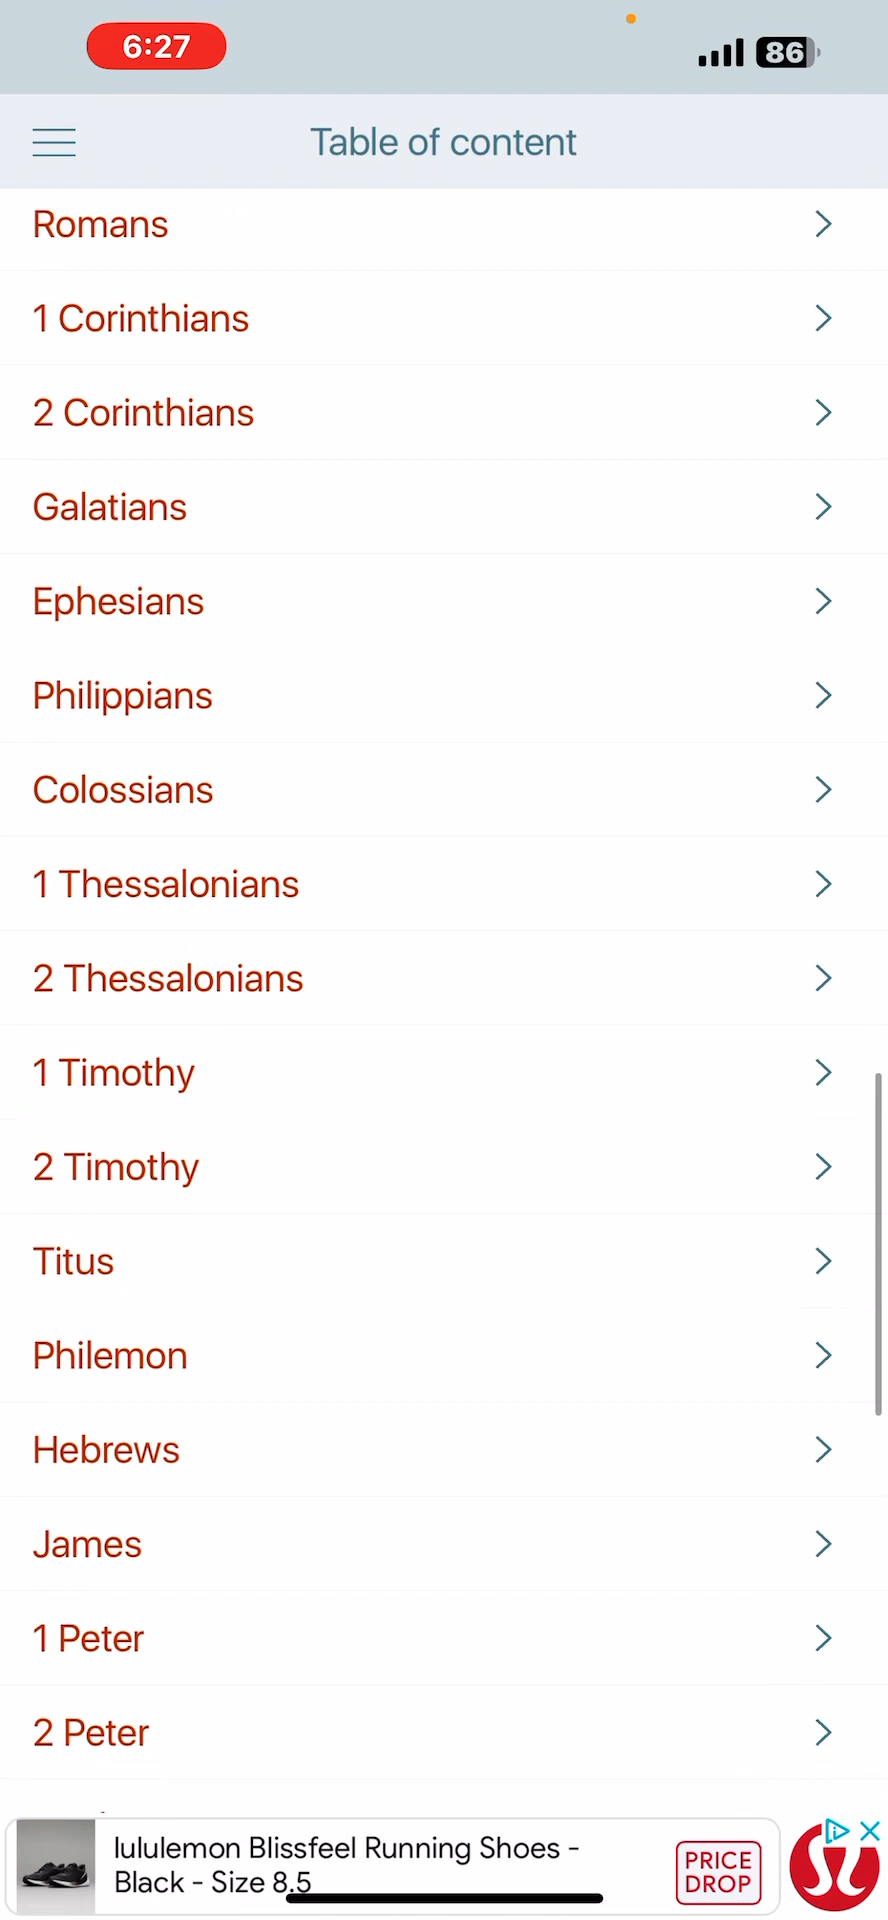 6:27
86
Table of content
Romans
1 Corinthians
2 Corinthians
Galatians
Ephesians
Philippians
Colossians
1 Thessalonians
2 Thessalonians
1 Timothy
2 Timothy
Titus
Philemon
Hebrews
James
1 Peter
2 Peter
lululemon Blissfeel Running Shoes -
Black - Size 8.5
PRICE
DROP